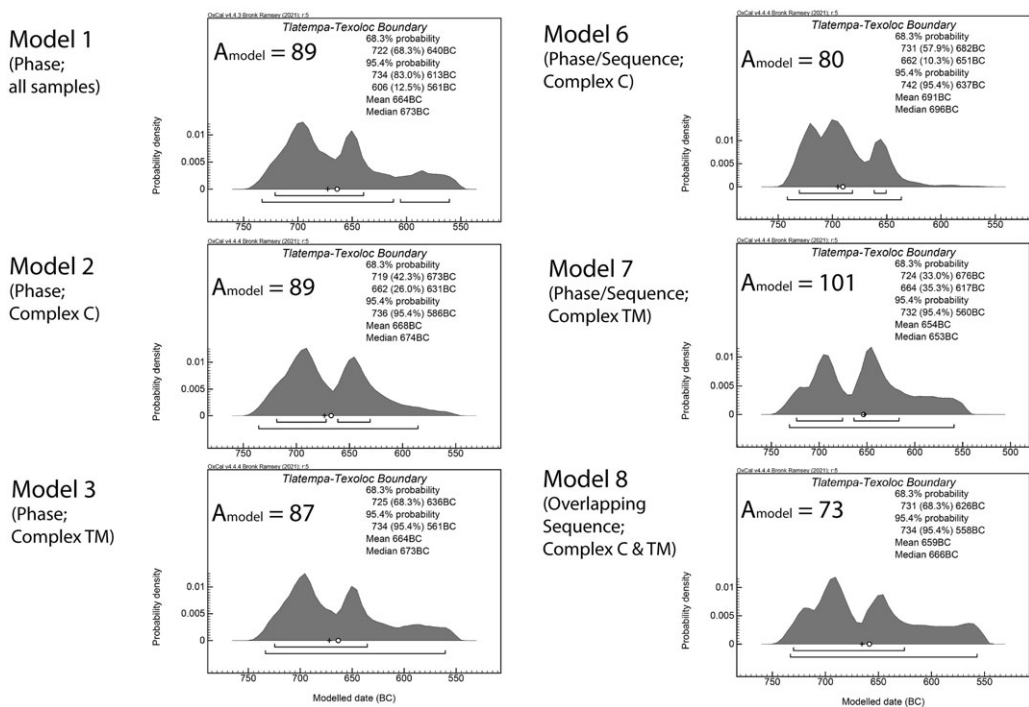 Model 1
(Phase;
all samples)
OxCal v4.4.3 Bronk Ramsey (2021); r:5
Tlatempa-Texoloc Boundary
Amodel = 89
68.3% probability
722 (68.3%) 640BC
95.4% probability
734 (83.0%) 613BC
606 (12.5%) 561BC
Mean 664BC
Median 673BC
Probability density
0.01
0.005
0
750 700 650 600 550
Model 2
(Phase;
Complex C)
OxCal v4.4.4 Bronk Ramsey (2021); r:5
Tlatempa-Texoloc Boundary
Amodel = 89
68.3% probability
719 (42.3%) 673BC
662 (26.0%) 631BC
95.4% probability
736 (95.4%) 586BC
Mean 668BC
Median 674BC
Probability density
0.01
0.005
0
750 700 650 600 550
Model 3
(Phase;
Complex TM)
OxCal v4.4.4 Bronk Ramsey (2021); r:5
Tlatempa-Texoloc Boundary
Amodel = 87
68.3% probability
725 (68.3%) 636BC
95.4% probability
734 (95.4%) 561BC
Mean 664BC
Median 673BC
Probability density
0.01
0.005
0
750 700 650 600 550
Modelled date (BC)
Model 6
(Phase/Sequence;
Complex C)
OxCal v4.4.4 Bronk Ramsey (2021); r:5
Tlatempa-Texoloc Boundary
Amodel = 80
68.3% probability
731 (57.9%) 682BC
662 (10.3%) 651BC
95.4% probability
742 (95.4%) 637BC
Mean 691BC
Median 696BC
Probability density
0.01
0.005
0
750 700 650 600 550
Model 7
(Phase/Sequence;
Complex TM)
OxCal v4.4.4 Bronk Ramsey (2021); r:5
Tlatempa-Texoloc Boundary
Amodel = 101
68.3% probability
724 (33.0%) 676BC
664 (35.3%) 617BC
95.4% probability
732 (95.4%) 560BC
Mean 654BC
Median 653BC
Probability density
0.01
0.005
0
750 700 650 600 550
Model 8
(Overlapping
Sequence;
Complex C & TM)
OxCal v4.4.4 Bronk Ramsey (2021); r:5
Tlatempa-Texoloc Boundary
Amodel = 73
68.3% probability
731 (68.3%) 626BC
95.4% probability
734 (95.4%) 558BC
Mean 659BC
Median 666BC
Probability density
0.01
0.005
0
750 700 650 600 550
Modelled date (BC)